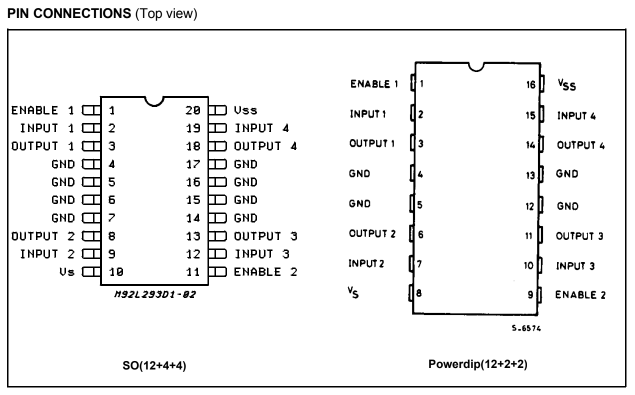 PIN CONNECTIONS (Top view)
ENABLE 1 1 20 Vss
INPUT 1 2 19 INPUT 4
OUTPUT 1 3 18 OUTPUT 4
GND 4 17 GND
GND 5 16 GND
GND 6 15 GND
GND 7 14 GND
OUTPUT 2 8 13 OUTPUT 3
INPUT 2 9 12 INPUT 3
Vs 10 11 ENABLE 2
M92L293D1-02
SO(12+4+4)
ENABLE 1 1 16 VSS
INPUT 1 2 15 INPUT 4
OUTPUT 1 3 14 OUTPUT 4
GND 4 13 GND
GND 5 12 GND
OUTPUT 2 6 11 OUTPUT 3
INPUT 2 7 10 INPUT 3
VS 8 9 ENABLE 2
S-6574
Powerdip(12+2+2)